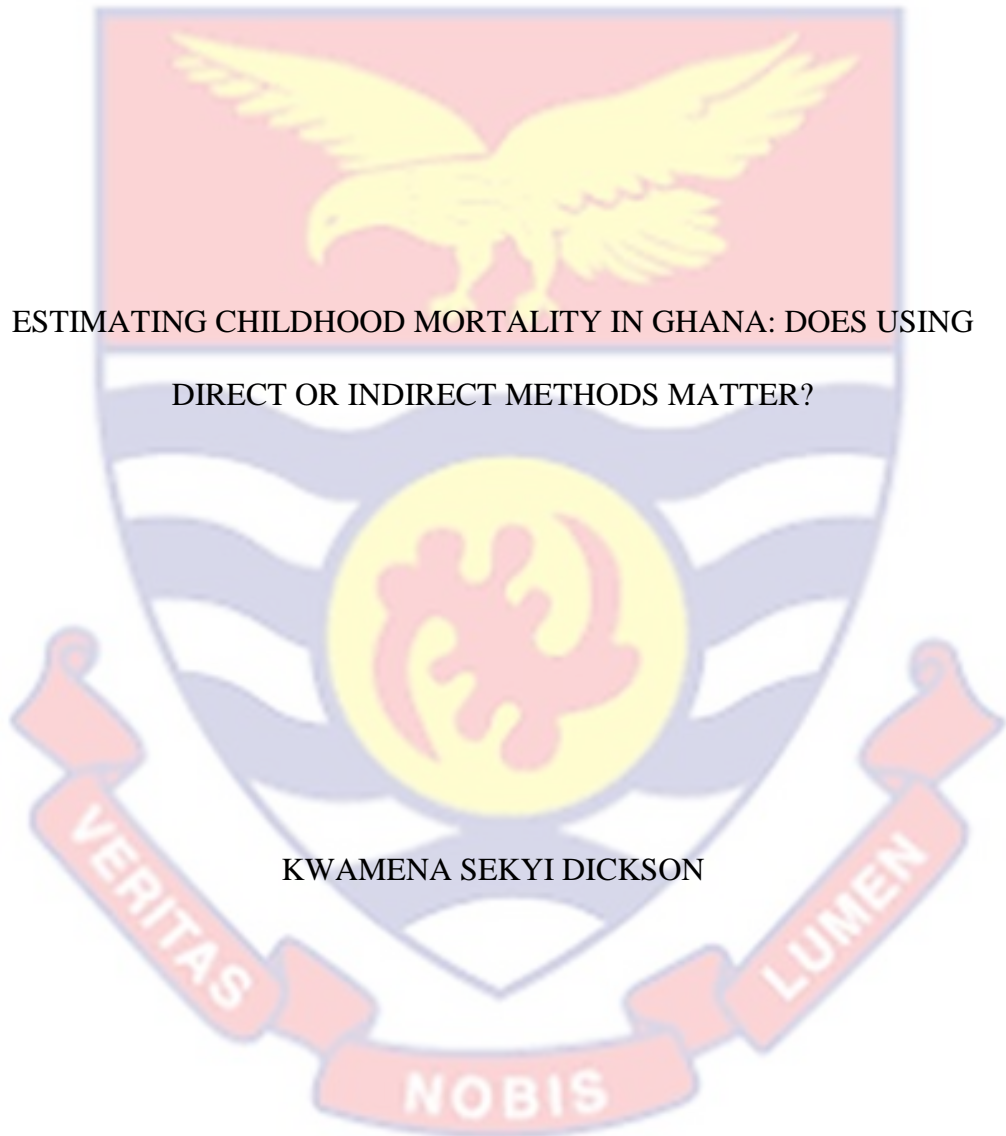 ESTIMATING CHILDHOOD MORTALITY IN GHANA: DOES USING
DIRECT OR INDIRECT METHODS MATTER?
KWAMENA SEKYI DICKSON
VERITAS
NOBIS
LUMEN